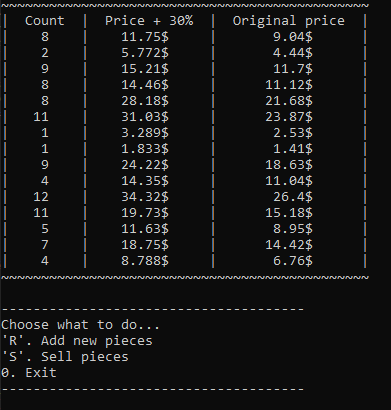 Count | Price + 30% | Original price |
8 | 11.75$ | 9.04$ |
2 | 5.772$ | 4.44$ |
9 | 15.21$ | 11.7$ |
8 | 14.46$ | 11.12$ |
8 | 28.18$ | 21.68$ |
11 | 31.03$ | 23.87$ |
1 | 3.289$ | 2.53$ |
1 | 1.833$ | 1.41$ |
9 | 24.22$ | 18.63$ |
4 | 14.35$ | 11.04$ |
12 | 34.32$ | 26.4$ |
11 | 19.73$ | 15.18$ |
5 | 11.63$ | 8.95$ |
7 | 18.75$ | 14.42$ |
4 | 8.788$ | 6.76$ |
Choose what to do...
'R'. Add new pieces
'S'. Sell pieces
0. Exit